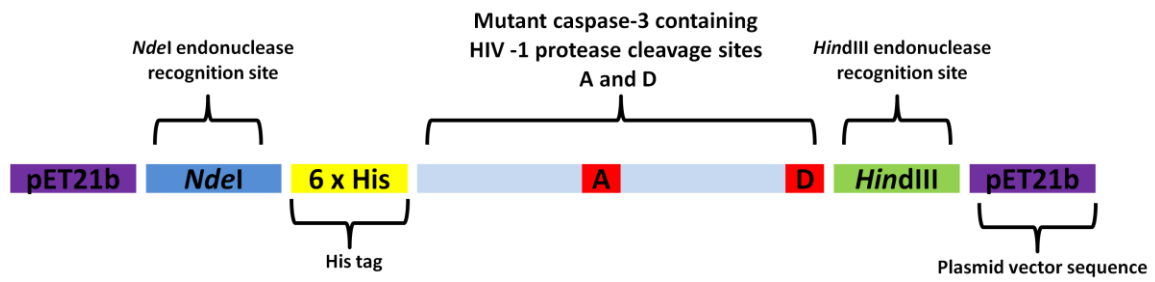 Mutant caspase-3 containing
HIV -1 protease cleavage sites
A and D
NdeI endonuclease
recognition site
HindIII endonuclease
recognition site
pET21b NdeI 6 x His A D HindIII pET21b
His tag
Plasmid vector sequence